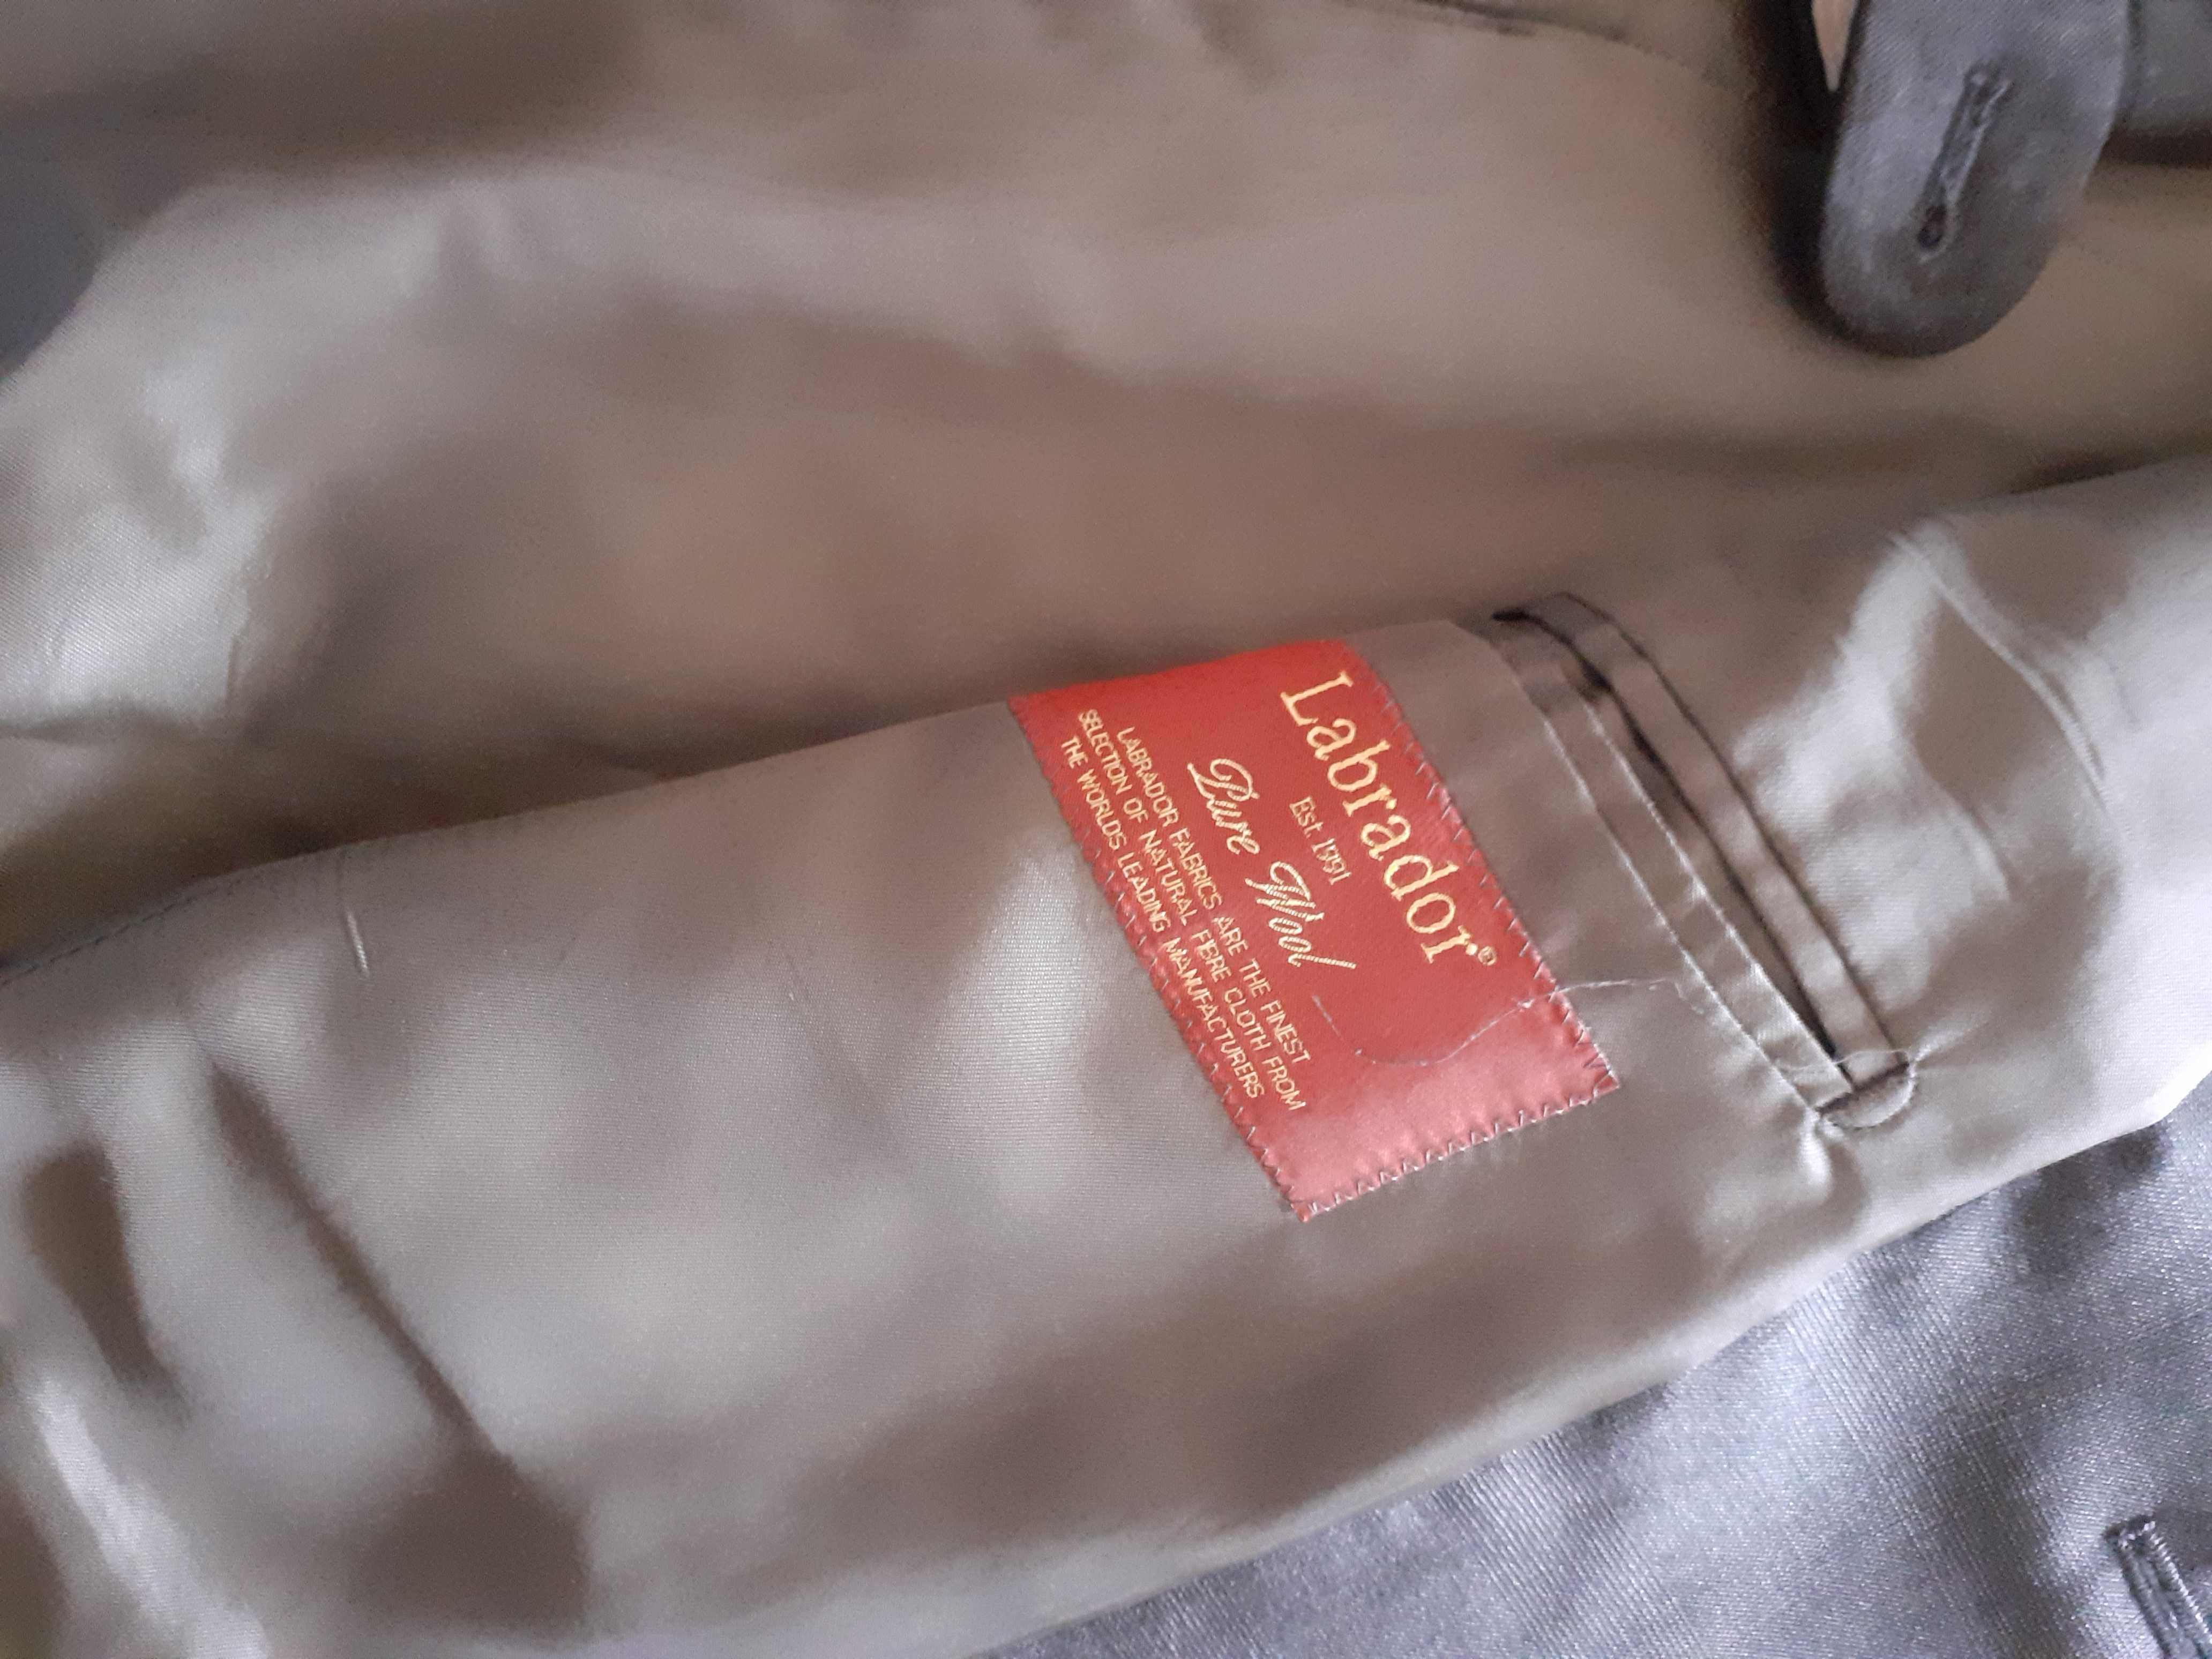 Labrador®
Est 1991
Pure Wool
LABRADOR FABRICS ARE THE FINEST
SELECTION OF NATURAL FIBRE CLOTH FROM
THE WORLDS LEADING MANUFACTURERS